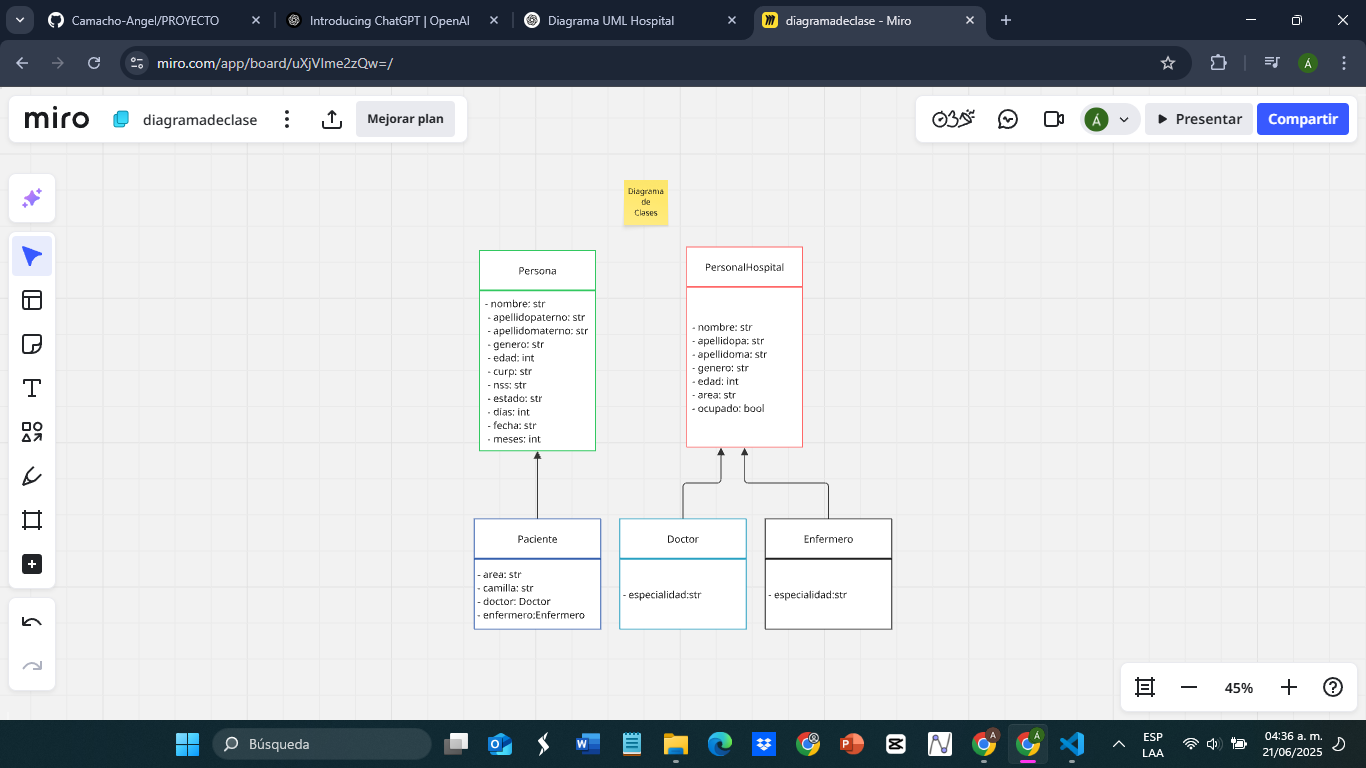 Camacho-Angel/PROYECTO
Introducing ChatGPT | OpenAI
Diagrama UML Hospital
diagramadeclase - Miro
miro.com/app/board/uXjVIme2zQw=/
Á
miro
diagramadeclase
Mejorar plan
Á
Presentar
Compartir
Diagrama
de
Clases
Persona
- nombre: str
- apellidopaterno: str
- apellidomaterno: str
- genero: str
- edad: int
- curp: str
- nss: str
- estado: str
- días: int
- fecha: str
- meses: int
PersonalHospital
- nombre: str
- apellidopa: str
- apellidoma: str
- genero: str
- edad: int
- area: str
- ocupado: bool
Paciente
- area: str
- camilla: str
- doctor: Doctor
- enfermero:Enfermero
Doctor
- especialidad:str
Enfermero
- especialidad:str
45%
Búsqueda
ESP
LAA
04:36 a. m.
21/06/2025